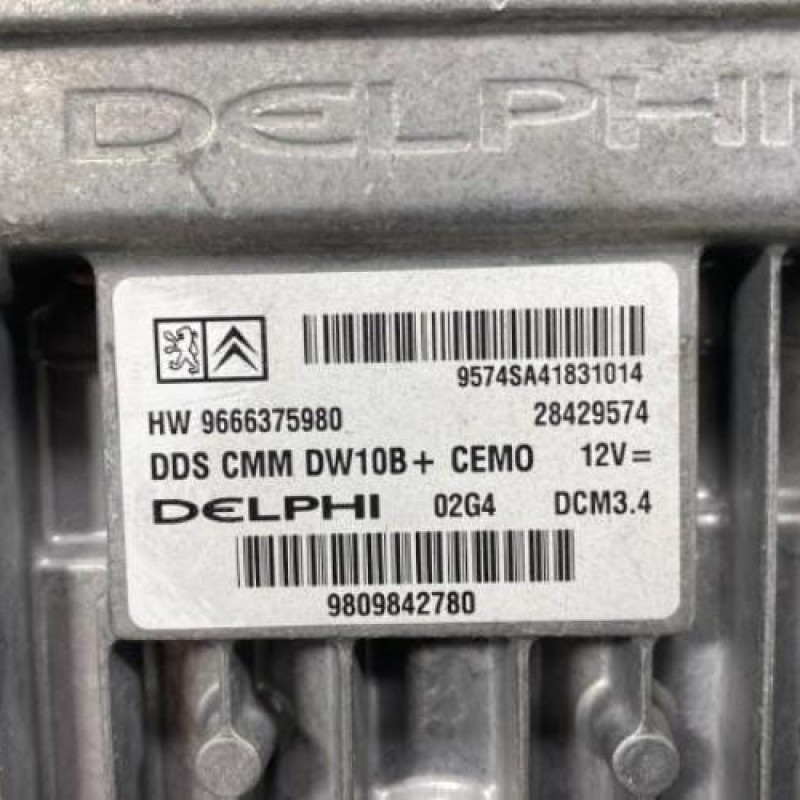 DELPHI
9574SA41831014
HW 9666375980 28429574
DDS CMM DW10B+ CEMO 12V=
DELPHI 02G4 DCM3.4
9809842780